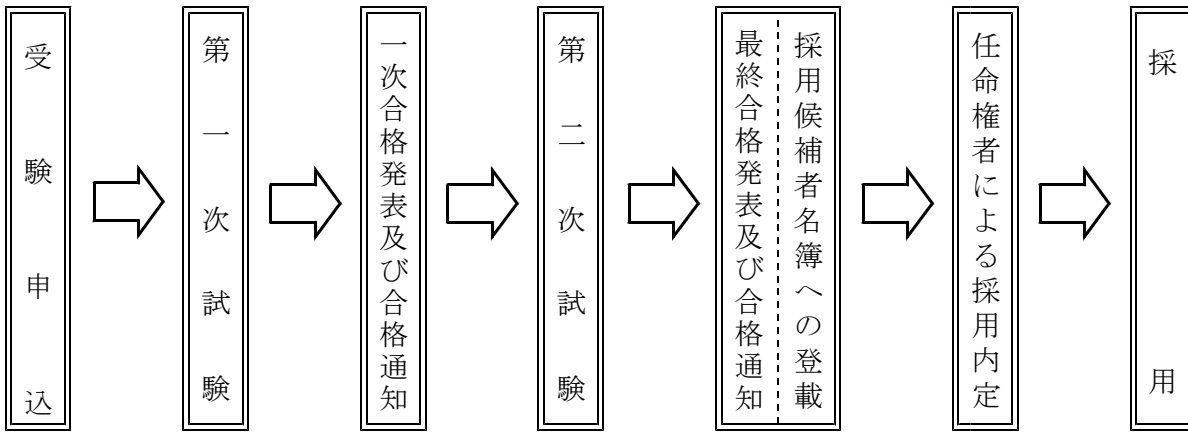 受験申込
第一次試験
一次合格発表及び合格通知
第二次試験
最終合格発表及び合格通知
採用候補者名簿への登載
任命権者による採用内定
採用